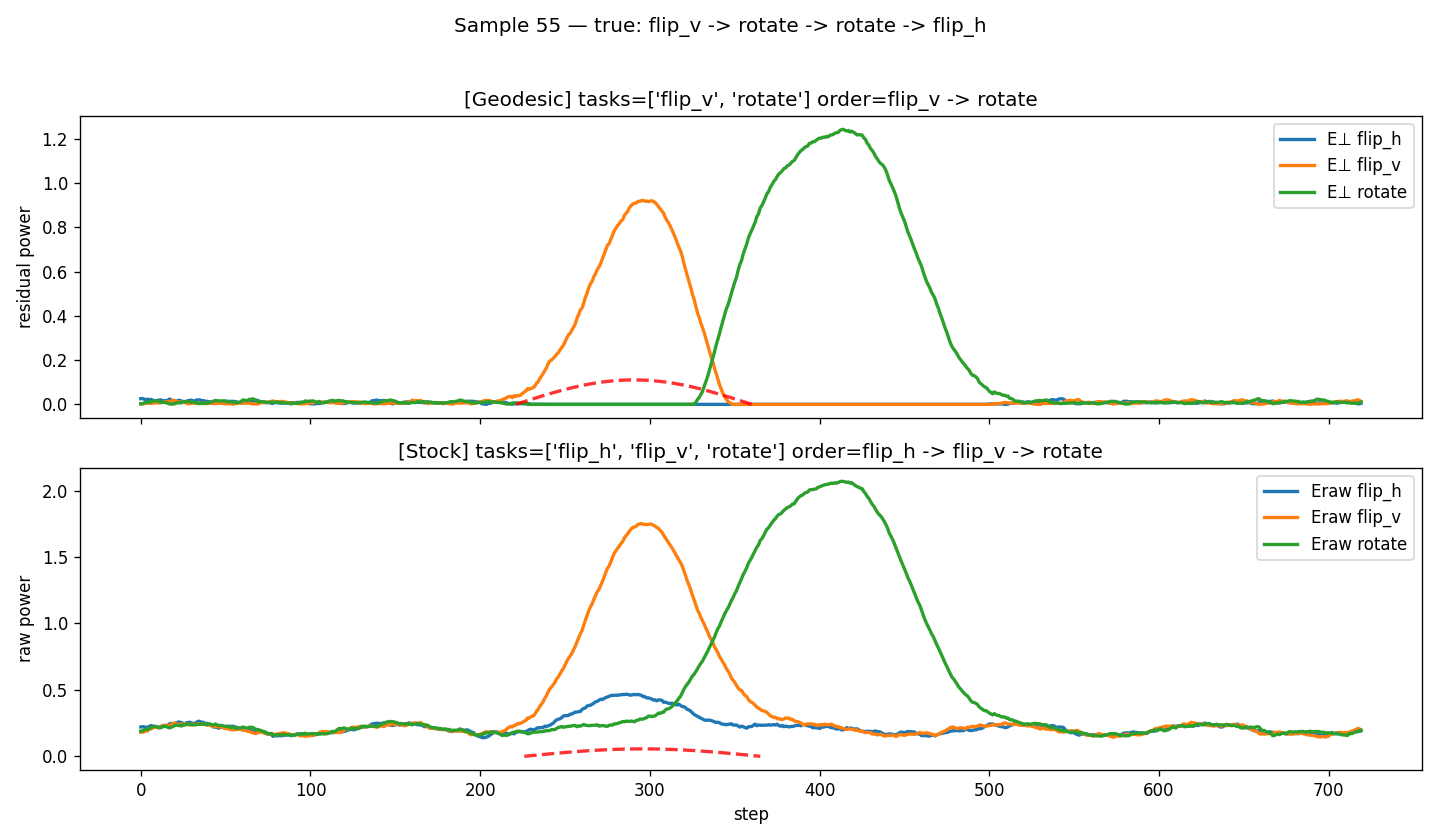 Sample 55 — true: flip_v -> rotate -> rotate -> flip_h
[Geodesic] tasks=['flip_v', 'rotate'] order=flip_v -> rotate
residual power
1.2
1.0
0.8
0.6
0.4
0.2
0.0
E⊥ flip_h
E⊥ flip_v
E⊥ rotate
[Stock] tasks=['flip_h', 'flip_v', 'rotate'] order=flip_h -> flip_v -> rotate
raw power
2.0
1.5
1.0
0.5
0.0
Eraw flip_h
Eraw flip_v
Eraw rotate
0 100 200 300 400 500 600 700
step